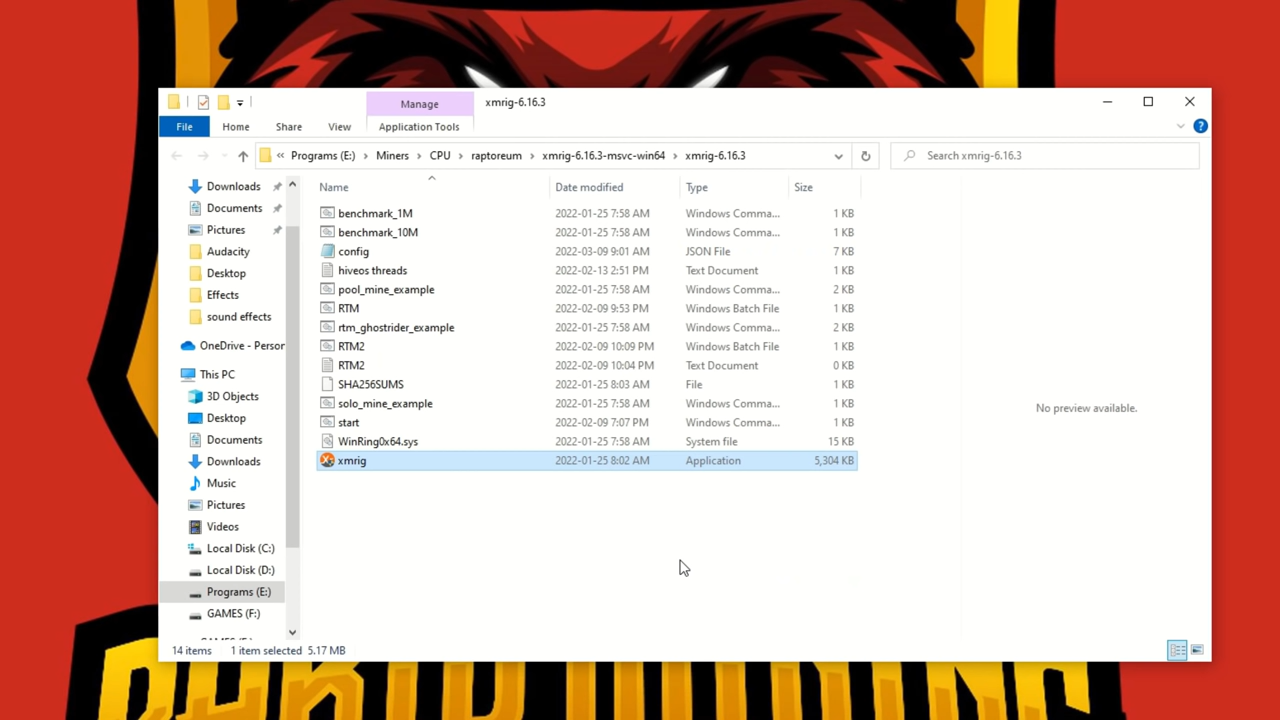 Manage
xmrig-6.16.3
File
Home
Share
View
Application Tools
?
« Programs (E:) › Miners › CPU › raptoreum › xmrig-6.16.3-msvc-win64 › xmrig-6.16.3
Search xmrig-6.16.3
Downloads
Documents
Pictures
Audacity
Desktop
Effects
sound effects
OneDrive - Person
This PC
3D Objects
Desktop
Documents
Downloads
Music
Pictures
Videos
Local Disk (C:)
Local Disk (D:)
Programs (E:)
GAMES (F:)
Name Date modified Type Size
benchmark_1M 2022-01-25 7:58 AM Windows Comma... 1 KB
benchmark_10M 2022-01-25 7:58 AM Windows Comma... 1 KB
config 2022-03-09 9:01 AM JSON File 7 KB
hiveos threads 2022-02-13 2:51 PM Text Document 1 KB
pool_mine_example 2022-01-25 7:58 AM Windows Comma... 2 KB
RTM 2022-02-09 9:53 PM Windows Batch File 1 KB
rtm_ghostrider_example 2022-01-25 7:58 AM Windows Comma... 2 KB
RTM2 2022-02-09 10:09 PM Windows Batch File 1 KB
RTM2 2022-02-09 10:04 PM Text Document 0 KB
SHA256SUMS 2022-01-25 8:03 AM File 1 KB
solo_mine_example 2022-01-25 7:58 AM Windows Comma... 1 KB
start 2022-02-09 7:07 PM Windows Comma... 1 KB
WinRing0x64.sys 2022-01-25 7:58 AM System file 15 KB
xmrig 2022-01-25 8:02 AM Application 5,304 KB
No preview available.
14 items 1 item selected 5.17 MB